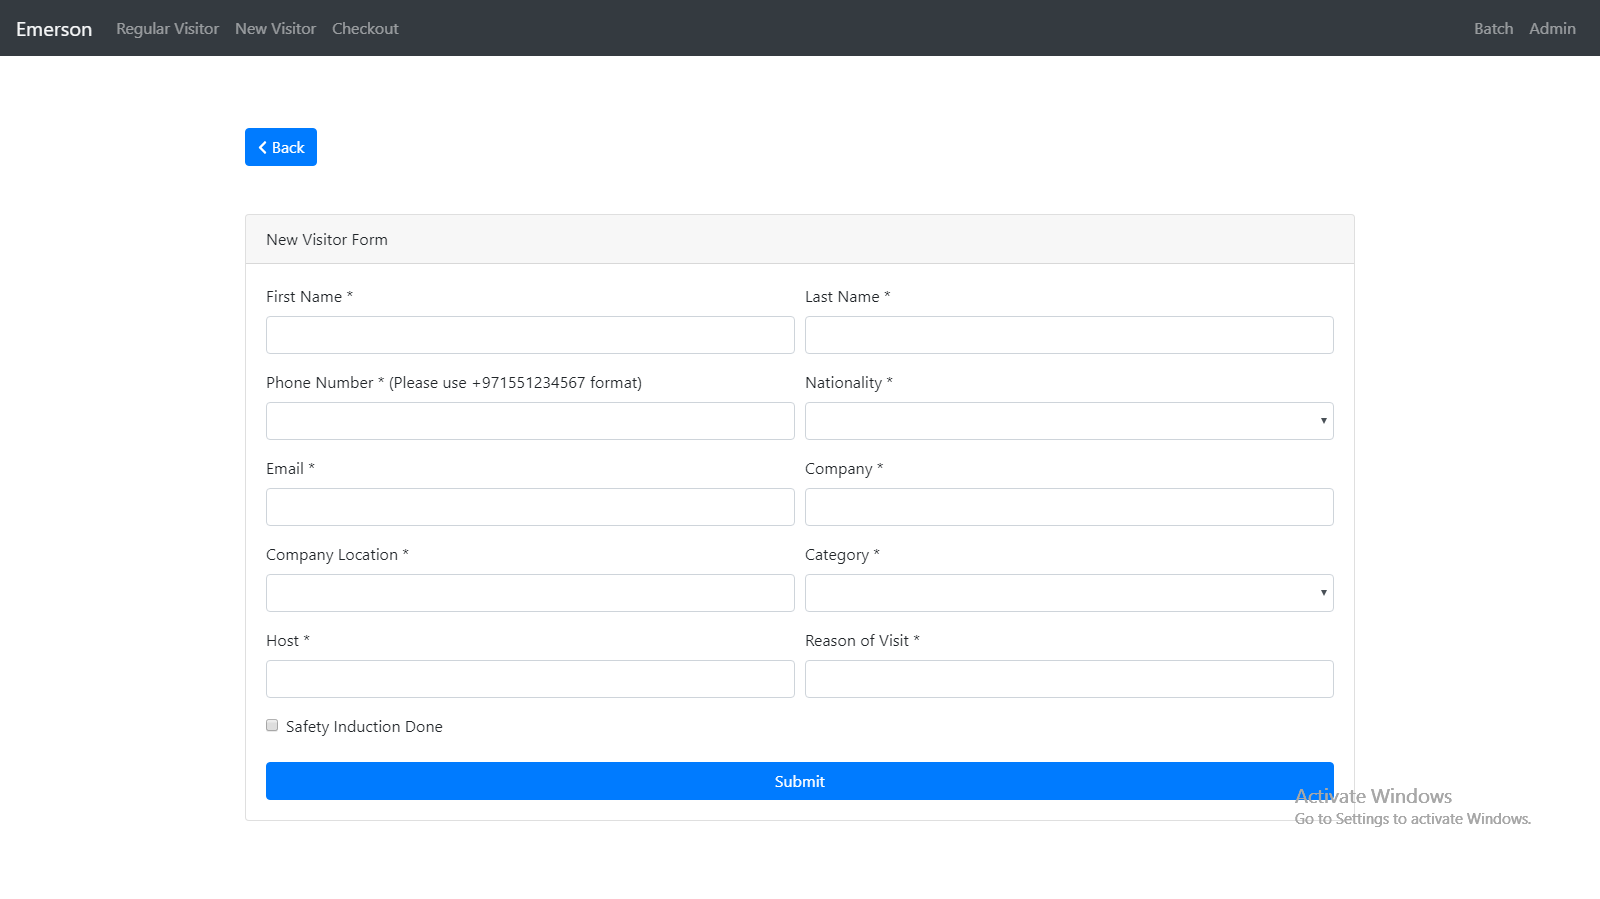 Emerson Regular Visitor New Visitor Checkout Batch Admin
Back
New Visitor Form
First Name * Last Name *
Phone Number * (Please use +971551234567 format) Nationality *
Email * Company *
Company Location * Category *
Host * Reason of Visit *
Safety Induction Done
Submit
Activate Windows
Go to Settings to activate Windows.